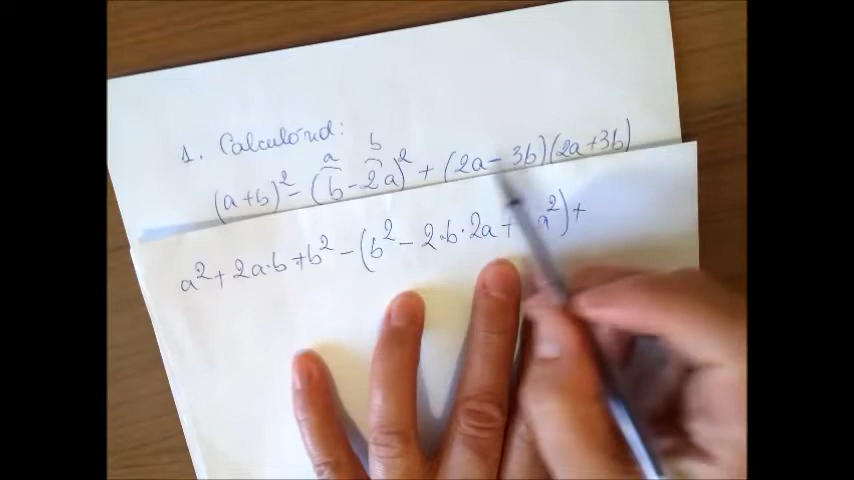 1. Calculând:
a b
(a+b)² - (b-2a)² + (2a-3b)(2a+3b)
a²+2a·b+b² - (b² - 2·b·2a + a²) +